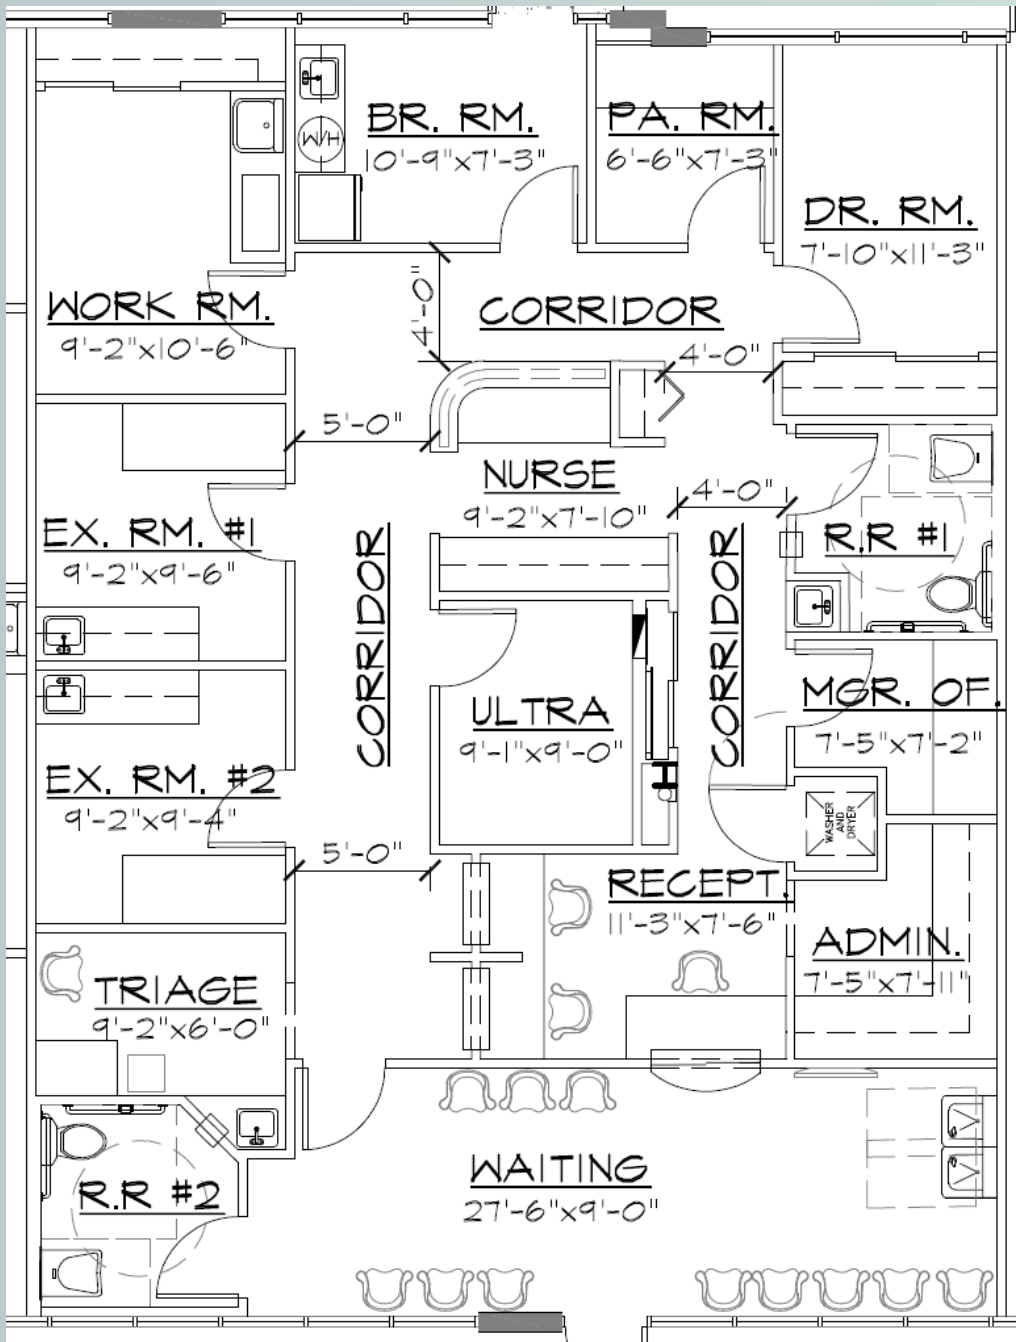 BR. RM.
10'-9"x7'-3"
W/H
PA. RM.
6'-6"x7'-3"
DR. RM.
7'-10"x11'-3"
WORK RM.
9'-2"x10'-6"
4'-0"
CORRIDOR
4'-0"
5'-0"
NURSE
9'-2"x7'-10"
4'-0"
EX. RM. #1
9'-2"x9'-6"
CORRIDOR
CORRIDOR
R.R #1
ULTRA
9'-1"x9'-0"
MGR. OF.
7'-5"x7'-2"
EX. RM. #2
9'-2"x9'-4"
WASHER
AND
DRYER
5'-0"
RECEPT.
11'-3"x7'-6"
ADMIN.
7'-5"x7'-11"
TRIAGE
9'-2"x6'-0"
R.R #2
WAITING
27'-6"x9'-0"